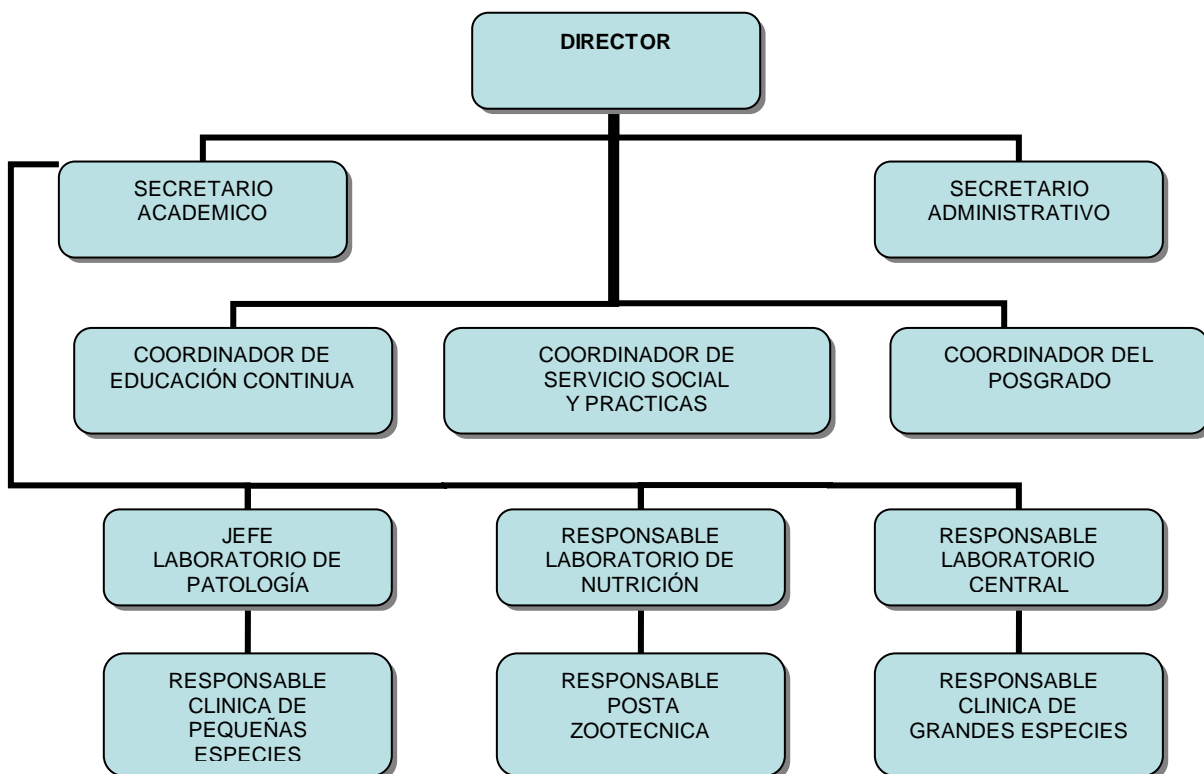 DIRECTOR
SECRETARIO
ACADEMICO
SECRETARIO
ADMINISTRATIVO
COORDINADOR DE
EDUCACIÓN CONTINUA
COORDINADOR DE
SERVICIO SOCIAL
Y PRACTICAS
COORDINADOR DEL
POSGRADO
JEFE
LABORATORIO DE
PATOLOGÍA
RESPONSABLE
LABORATORIO DE
NUTRICIÓN
RESPONSABLE
LABORATORIO
CENTRAL
RESPONSABLE
CLINICA DE
PEQUEÑAS
ESPECIES
RESPONSABLE
POSTA
ZOOTECNICA
RESPONSABLE
CLINICA DE
GRANDES ESPECIES